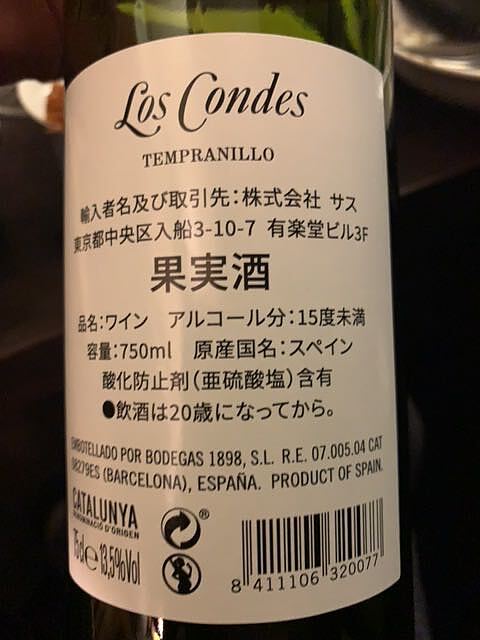 Los Condes
TEMPRANILLO
輸入者名及び取引先:株式会社 サス
東京都中央区入船3-10-7 有楽堂ビル3F
果実酒
品名:ワイン アルコール分:15度未満
容量:750ml 原産国名:スペイン
酸化防止剤(亜硫酸塩)含有
●飲酒は20歳になってから。
EMBOTELLADO POR BODEGAS 1898, S.L. R.E. 07.005.04 CAT
08279ES (BARCELONA), ESPAÑA. PRODUCT OF SPAIN.
CATALUNYA
DENOMINACIÓ D'ORIGEN
75cl e 13,5%Vol
®
8 411106 320077